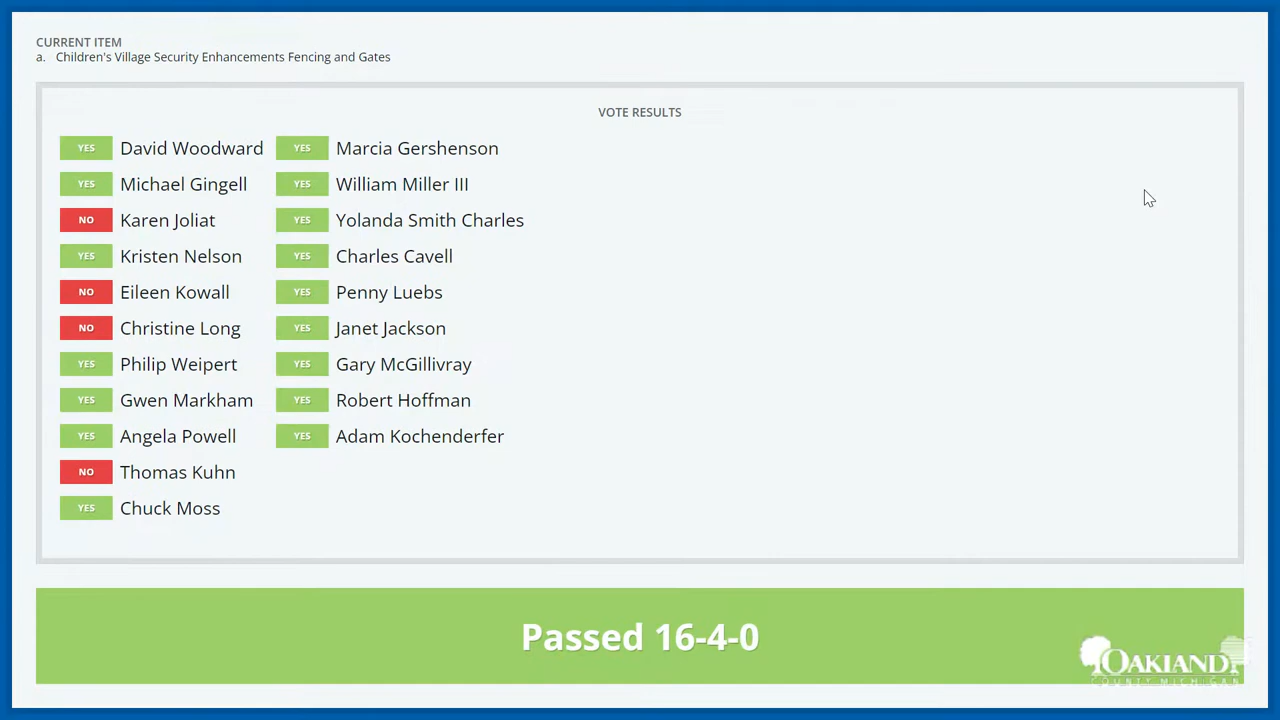 CURRENT ITEM
a. Children's Village Security Enhancements Fencing and Gates
VOTE RESULTS
YES David Woodward
YES Michael Gingell
NO Karen Joliat
YES Kristen Nelson
NO Eileen Kowall
NO Christine Long
YES Philip Weipert
YES Gwen Markham
YES Angela Powell
NO Thomas Kuhn
YES Chuck Moss
YES Marcia Gershenson
YES William Miller III
YES Yolanda Smith Charles
YES Charles Cavell
YES Penny Luebs
YES Janet Jackson
YES Gary McGillivray
YES Robert Hoffman
YES Adam Kochenderfer
Passed 16-4-0
OAKLAND
COUNTY MICHIGAN